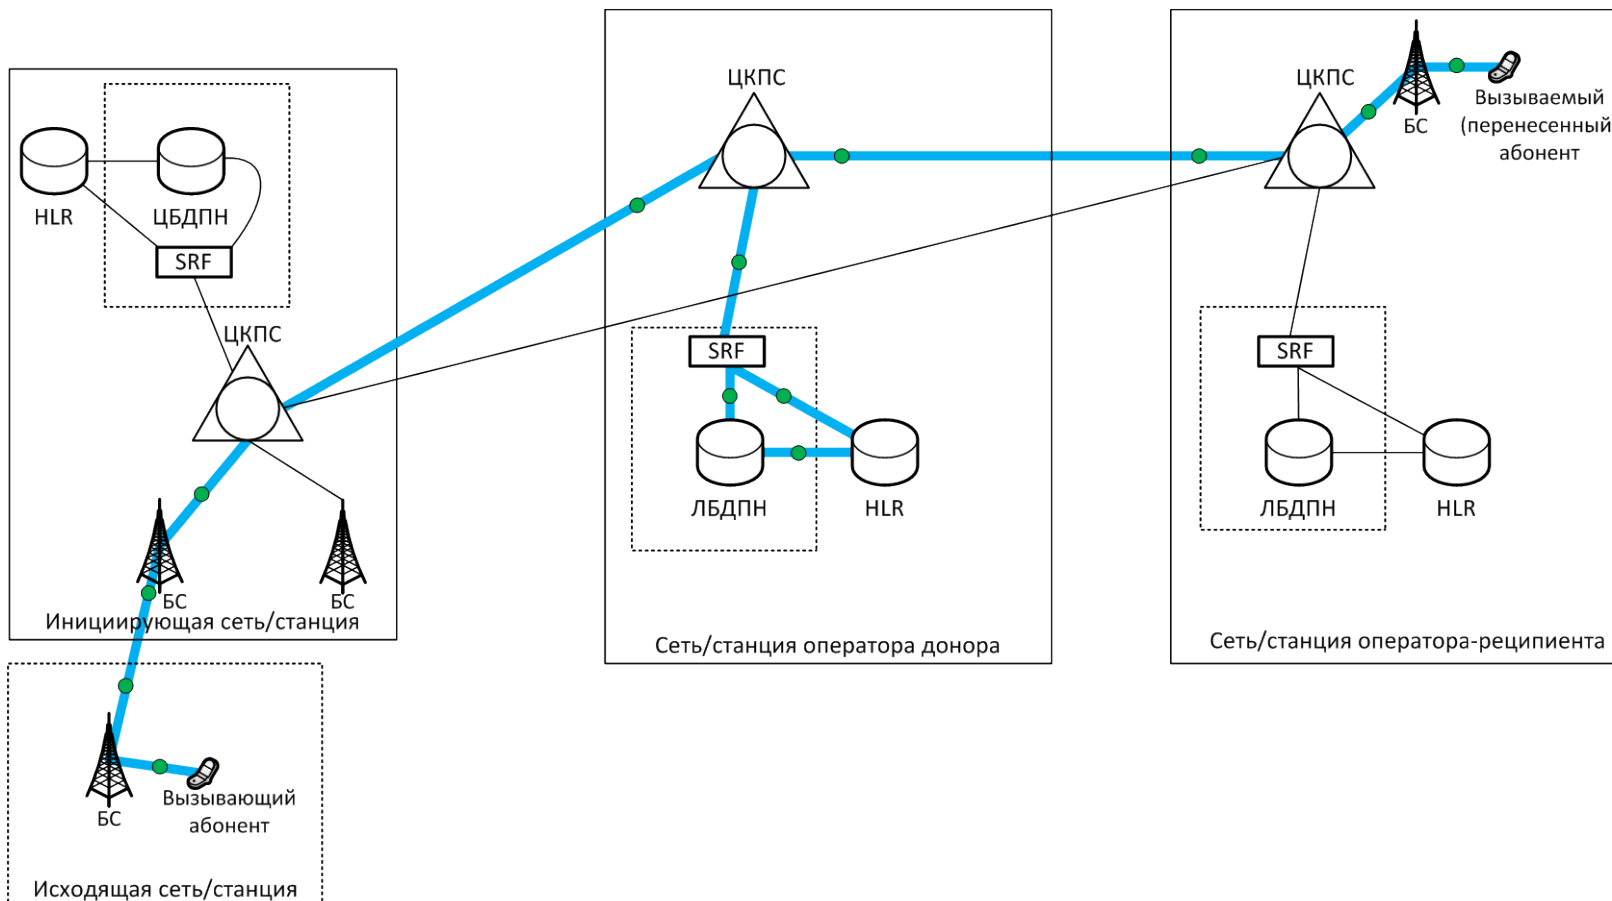 ЦКПС
ЦКПС
Вызываемый
(перенесенный
абонент
БС
HLR
ЦБДПН
SRF
ЦКПС
SRF
SRF
ЛБДПН
HLR
ЛБДПН
HLR
БС
БС
Инициирующая сеть/станция
Сеть/станция оператора донора
Сеть/станция оператора-реципиента
Вызывающий
абонент
БС
Исходящая сеть/станция